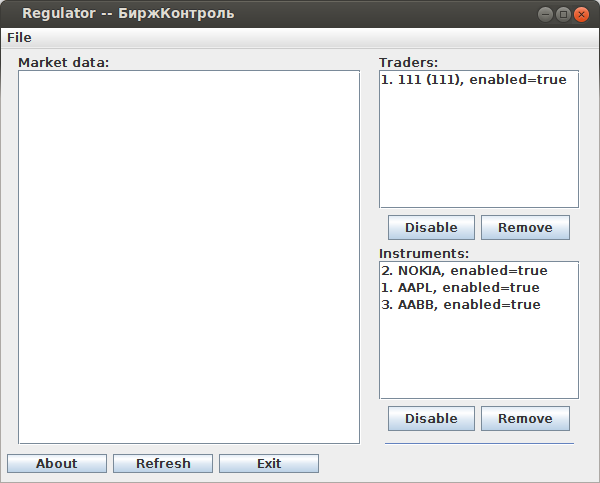 Regulator -- БиржКонтроль
File
Market data:
Traders:
1. 111 (111), enabled=true
Disable
Remove
Instruments:
2. NOKIA, enabled=true
1. AAPL, enabled=true
3. AABB, enabled=true
Disable
Remove
About
Refresh
Exit